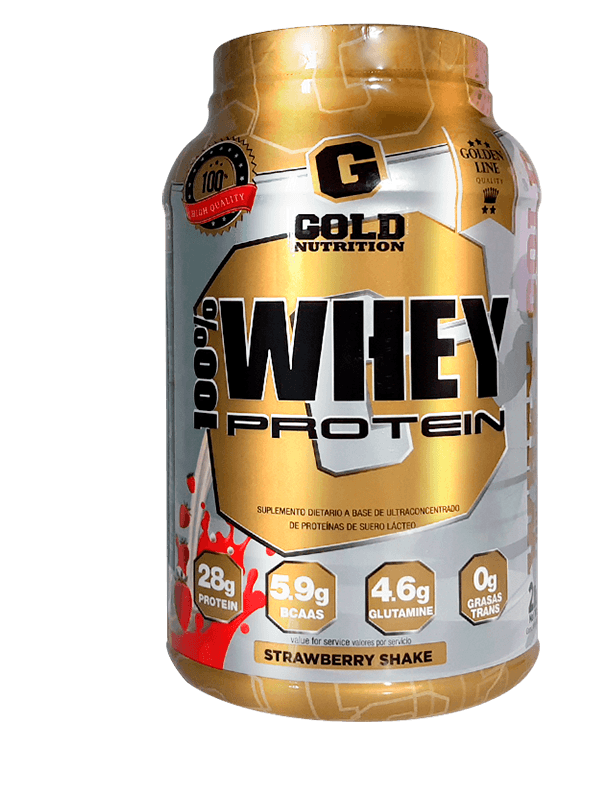 G
100%
HIGH QUALITY
GOLDEN
LINE
QUALITY
GOLD
NUTRITION
100%
WHEY
PROTEIN
SUPLEMENTO DIETARIO A BASE DE ULTRACONCENTRADO
DE PROTEÍNAS DE SUERO LÁCTEO
28g
PROTEIN
5.9g
BCAAS
4.6g
GLUTAMINE
0g
GRASAS
TRANS
value for service valores por servicio
STRAWBERRY SHAKE